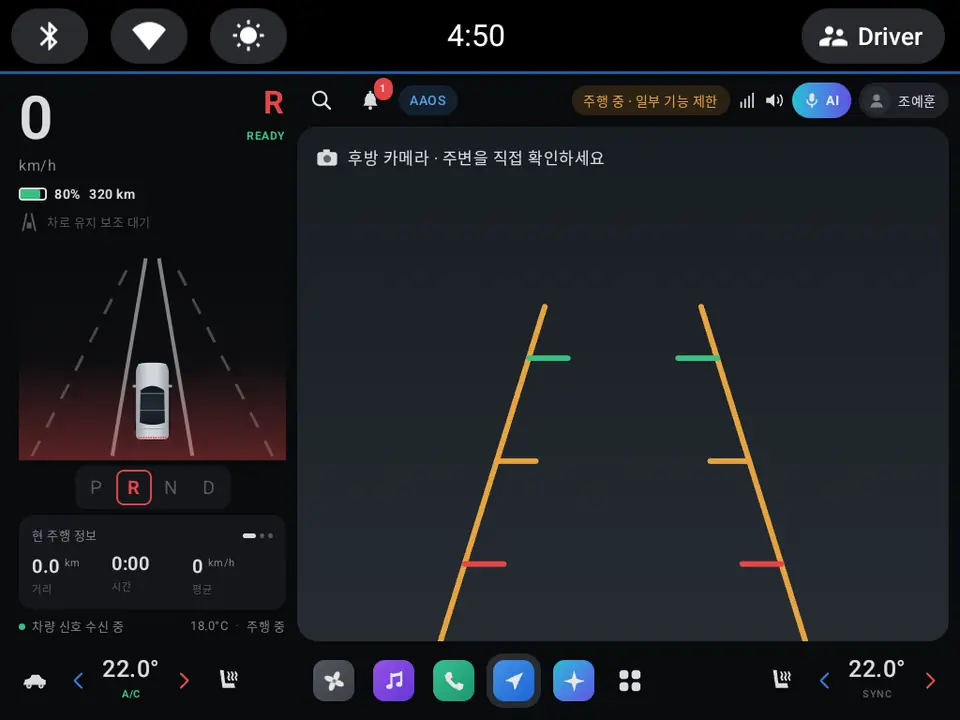 4:50
Driver
0
R
READY
km/h
80% 320 km
차로 유지 보조 대기
1
AAOS
주행 중 · 일부 기능 제한
AI
조예훈
후방 카메라 · 주변을 직접 확인하세요
P R N D
현 주행 정보
0.0 km 0:00 0 km/h
거리 시간 평균
차량 신호 수신 중 18.0°C · 주행 중
22.0°
A/C
22.0°
SYNC